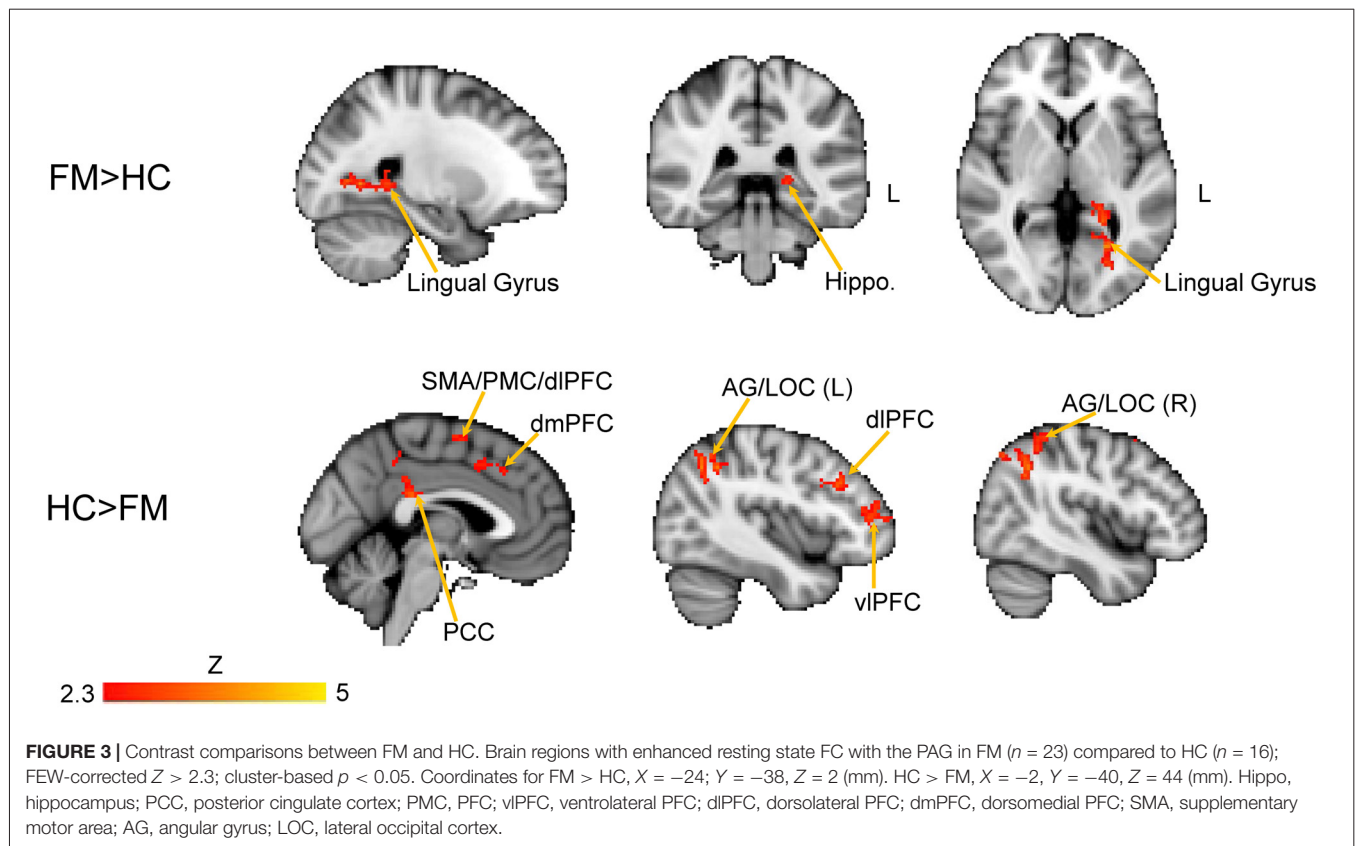 FM>HC
L
L
Lingual Gyrus
Hippo.
Lingual Gyrus
SMA/PMC/dlPFC
dmPFC
AG/LOC (L)
dlPFC
AG/LOC (R)
HC>FM
vlPFC
PCC
Z
2.3
5
FIGURE 3 | Contrast comparisons between FM and HC. Brain regions with enhanced resting state FC with the PAG in FM (n = 23) compared to HC (n = 16);
FEW-corrected Z > 2.3; cluster-based p < 0.05. Coordinates for FM > HC, X = −24; Y = −38, Z = 2 (mm). HC > FM, X = −2, Y = −40, Z = 44 (mm). Hippo,
hippocampus; PCC, posterior cingulate cortex; PMC, PFC; vlPFC, ventrolateral PFC; dlPFC, dorsolateral PFC; dmPFC, dorsomedial PFC; SMA, supplementary
motor area; AG, angular gyrus; LOC, lateral occipital cortex.